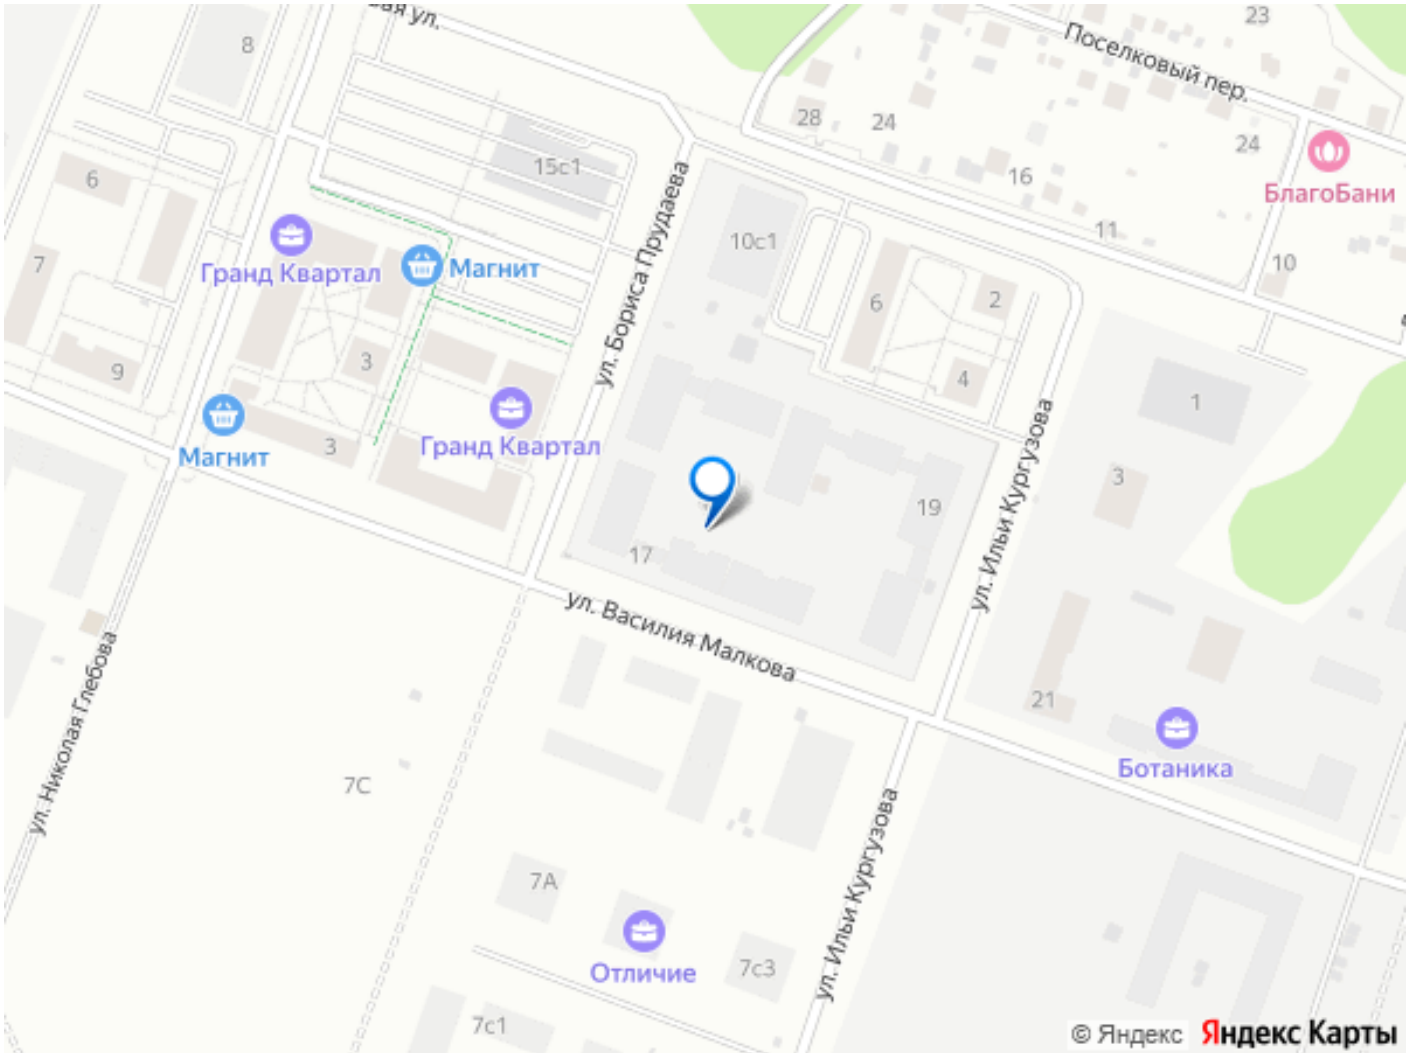 вая ул.
23
8
Поселковый пер.
28
24
24
15с1
16
БлагоБани
6
ул. Бориса Прудаева
10с1
11
7
Гранд Квартал
Магнит
10
6
2
3
9
4
1
Гранд Квартал
3
Магнит
ул. Ильи Кургузова
3
19
17
ул. Василия Малкова
ул. Николая Глебова
21
Ботаника
7С
ул. Ильи Кургузова
7А
Отличие
7с3
7с1
© Яндекс Яндекс Карты